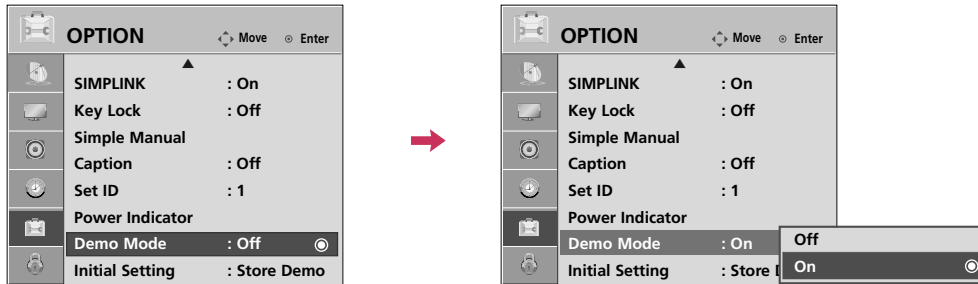 OPTION Move Enter
SIMPLINK : On
Key Lock : Off
Simple Manual
Caption : Off
Set ID : 1
Power Indicator
Demo Mode : Off
Initial Setting : Store Demo
OPTION Move Enter
SIMPLINK : On
Key Lock : Off
Simple Manual
Caption : Off
Set ID : 1
Power Indicator
Demo Mode : On
Initial Setting : Store
Off
On